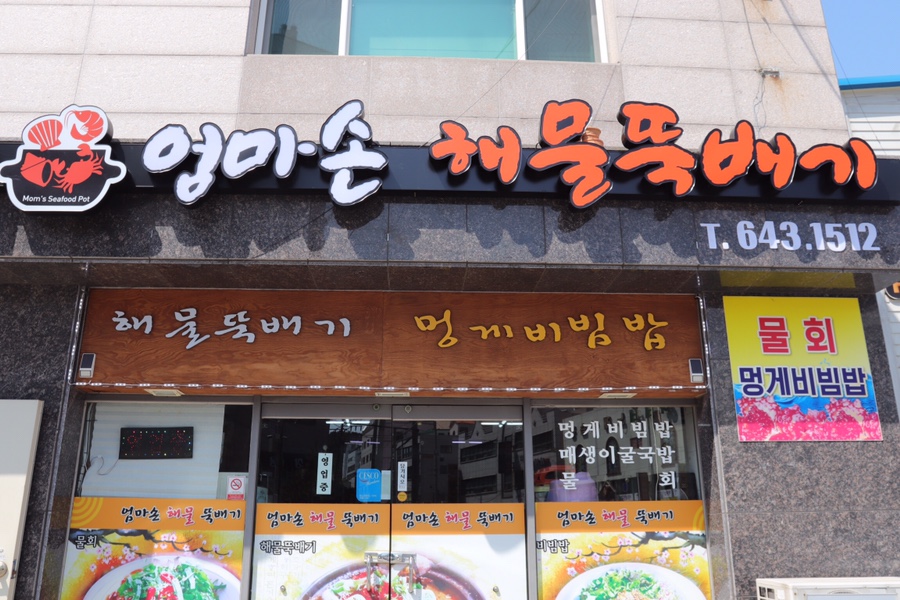 Mom's Seafood Pot
엄마손 해물뚝배기
T. 643.1512
해물뚝배기 멍게비빔밥
물회
멍게비빔밥
멍게비빔밥
매생이굴국밥
물회
영업중
CESCO
엄마손 해물 뚝배기
물회
엄마손 해물 뚝배기
해물뚝배기
엄마손 해물 뚝배기
엄마손 해물 뚝배기
비빔밥